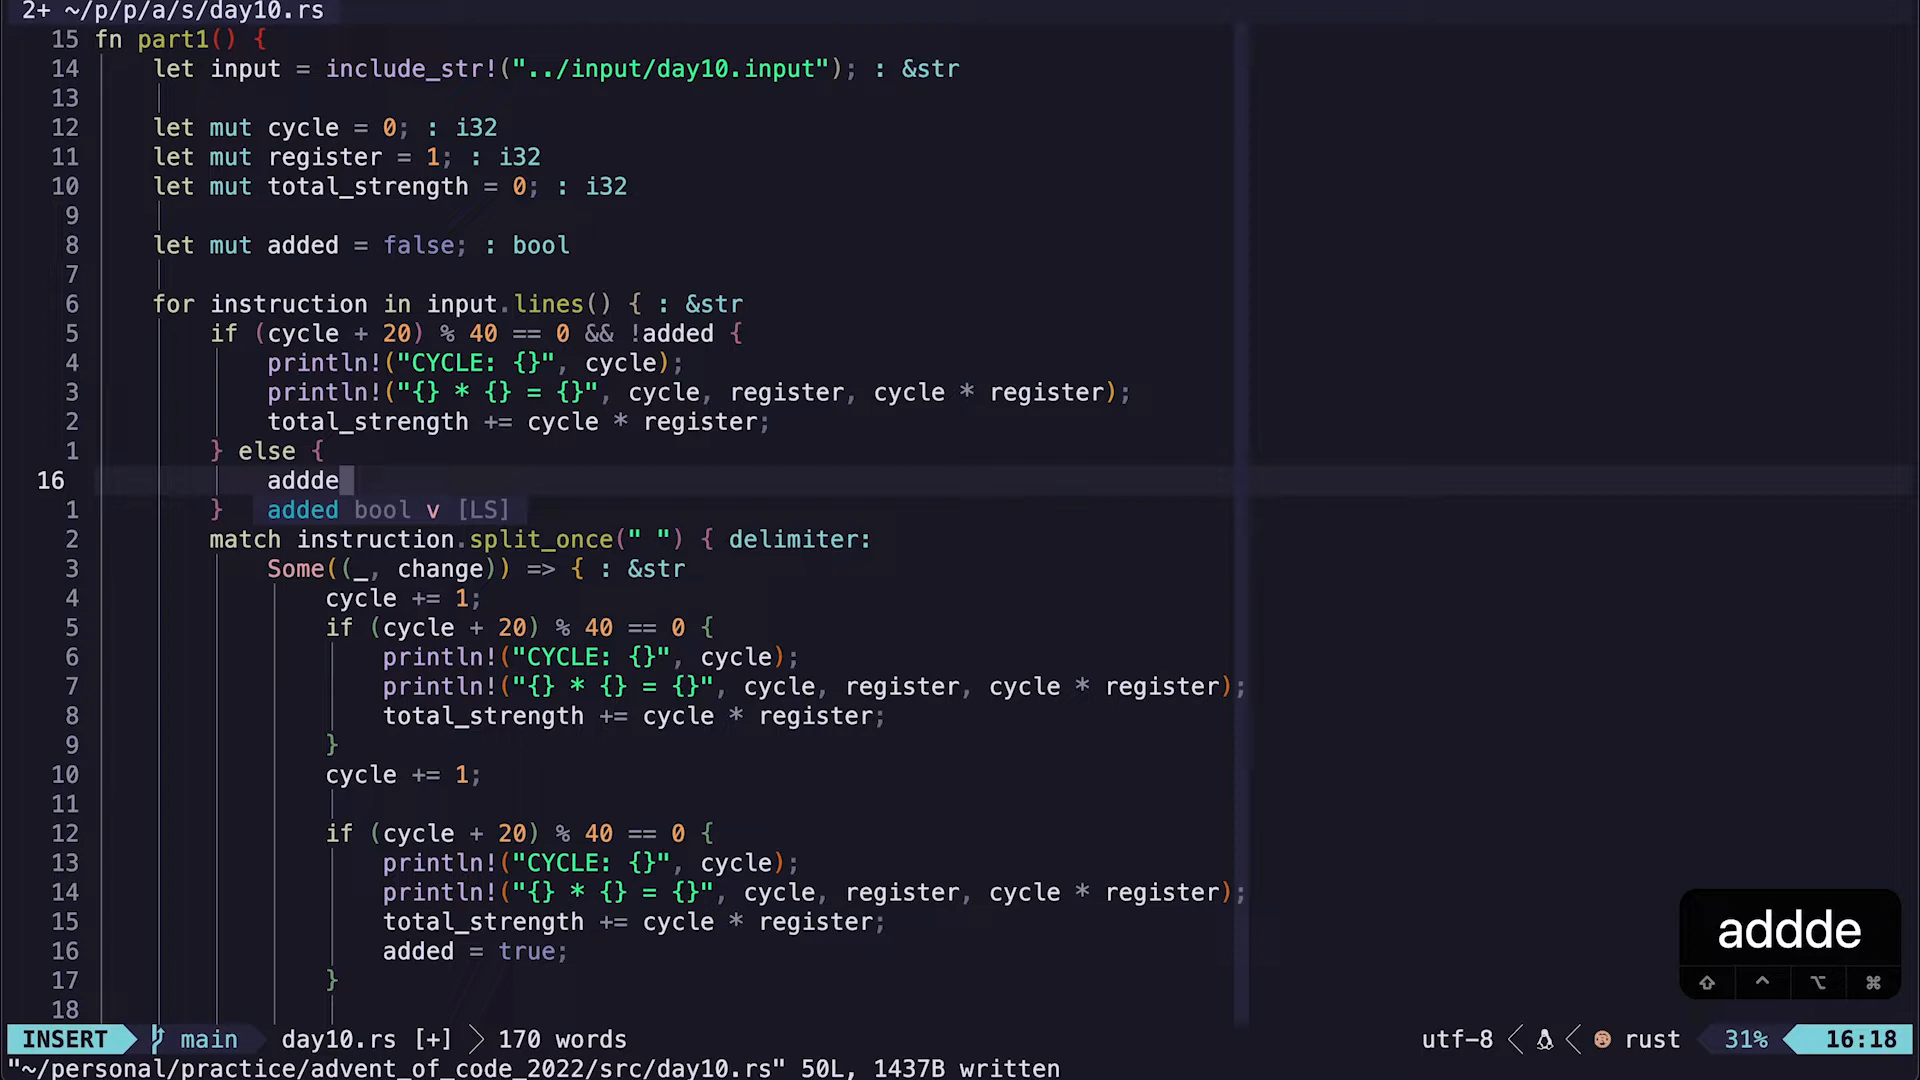 2+ ~/p/p/a/s/day10.rs
15 fn part1() {
14 let input = include_str!("../input/day10.input"); : &str
13
12 let mut cycle = 0; : i32
11 let mut register = 1; : i32
10 let mut total_strength = 0; : i32
9
8 let mut added = false; : bool
7
6 for instruction in input.lines() { : &str
5 if (cycle + 20) % 40 == 0 && !added {
4 println!("CYCLE: {}", cycle);
3 println!("{} * {} = {}", cycle, register, cycle * register);
2 total_strength += cycle * register;
1 } else {
16 addde
1 } added bool v [LS]
2 match instruction.split_once(" ") { delimiter:
3 Some((_, change)) => { : &str
4 cycle += 1;
5 if (cycle + 20) % 40 == 0 {
6 println!("CYCLE: {}", cycle);
7 println!("{} * {} = {}", cycle, register, cycle * register);
8 total_strength += cycle * register;
9 }
10 cycle += 1;
11
12 if (cycle + 20) % 40 == 0 {
13 println!("CYCLE: {}", cycle);
14 println!("{} * {} = {}", cycle, register, cycle * register);
15 total_strength += cycle * register;
16 added = true;
17 }
18
addde
INSERT main day10.rs [+] 170 words utf-8 rust 31% 16:18
"~/personal/practice/advent_of_code_2022/src/day10.rs" 50L, 1437B written